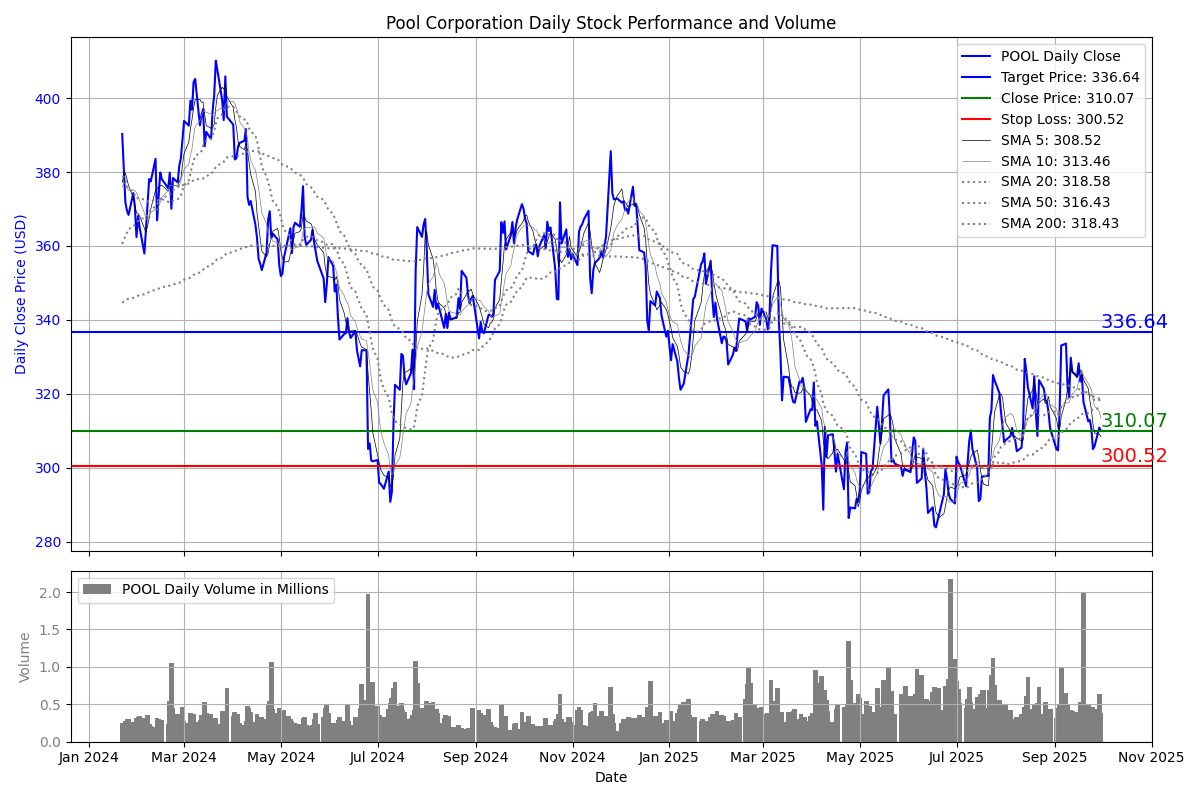 Pool Corporation Daily Stock Performance and Volume
Daily Close Price (USD)
400
380
360
340
320
300
280
POOL Daily Close
Target Price: 336.64
Close Price: 310.07
Stop Loss: 300.52
SMA 5: 308.52
SMA 10: 313.46
SMA 20: 318.58
SMA 50: 316.43
SMA 200: 318.43
336.64
310.07
300.52
Volume
2.0
1.5
1.0
0.5
0.0
POOL Daily Volume in Millions
Jan 2024
Mar 2024
May 2024
Jul 2024
Sep 2024
Nov 2024
Jan 2025
Mar 2025
May 2025
Jul 2025
Sep 2025
Nov 2025
Date